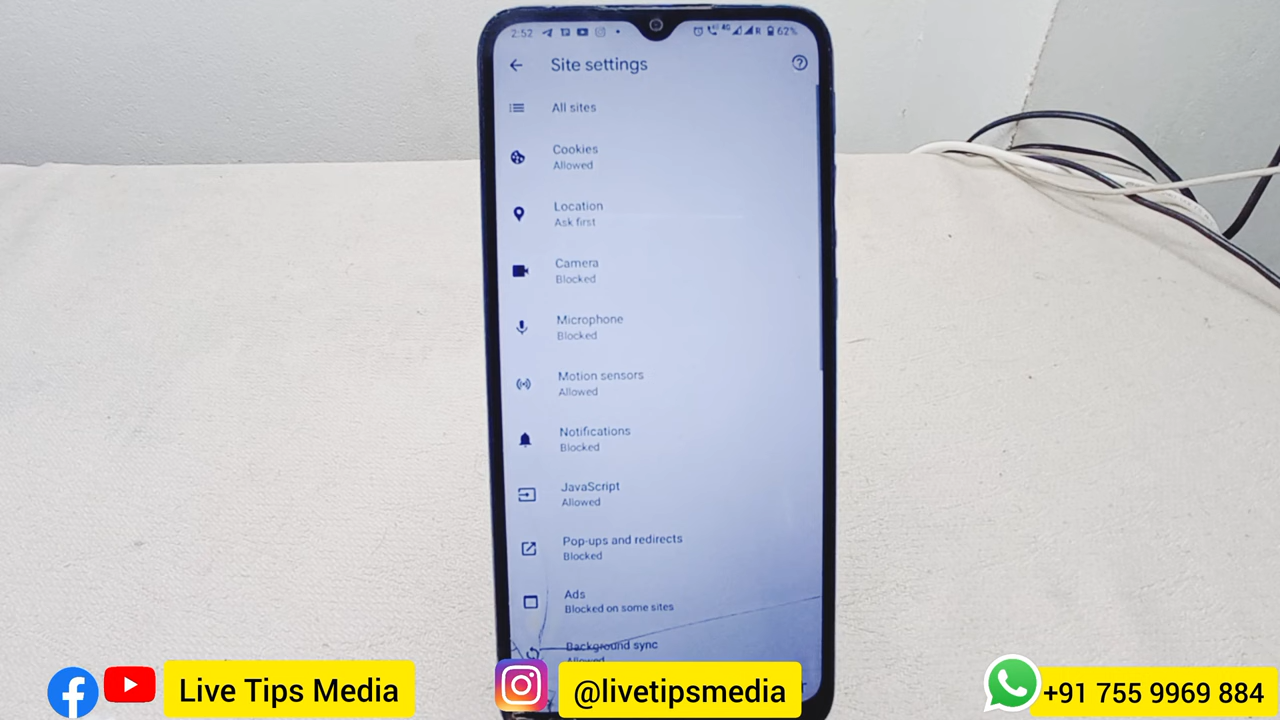 2:52
62%
Site settings
All sites
Cookies
Allowed
Location
Ask first
Camera
Blocked
Microphone
Blocked
Motion sensors
Allowed
Notifications
Blocked
JavaScript
Allowed
Pop-ups and redirects
Blocked
Ads
Blocked on some sites
Background sync
Allowed
Live Tips Media
@livetipsmedia
+91 755 9969 884